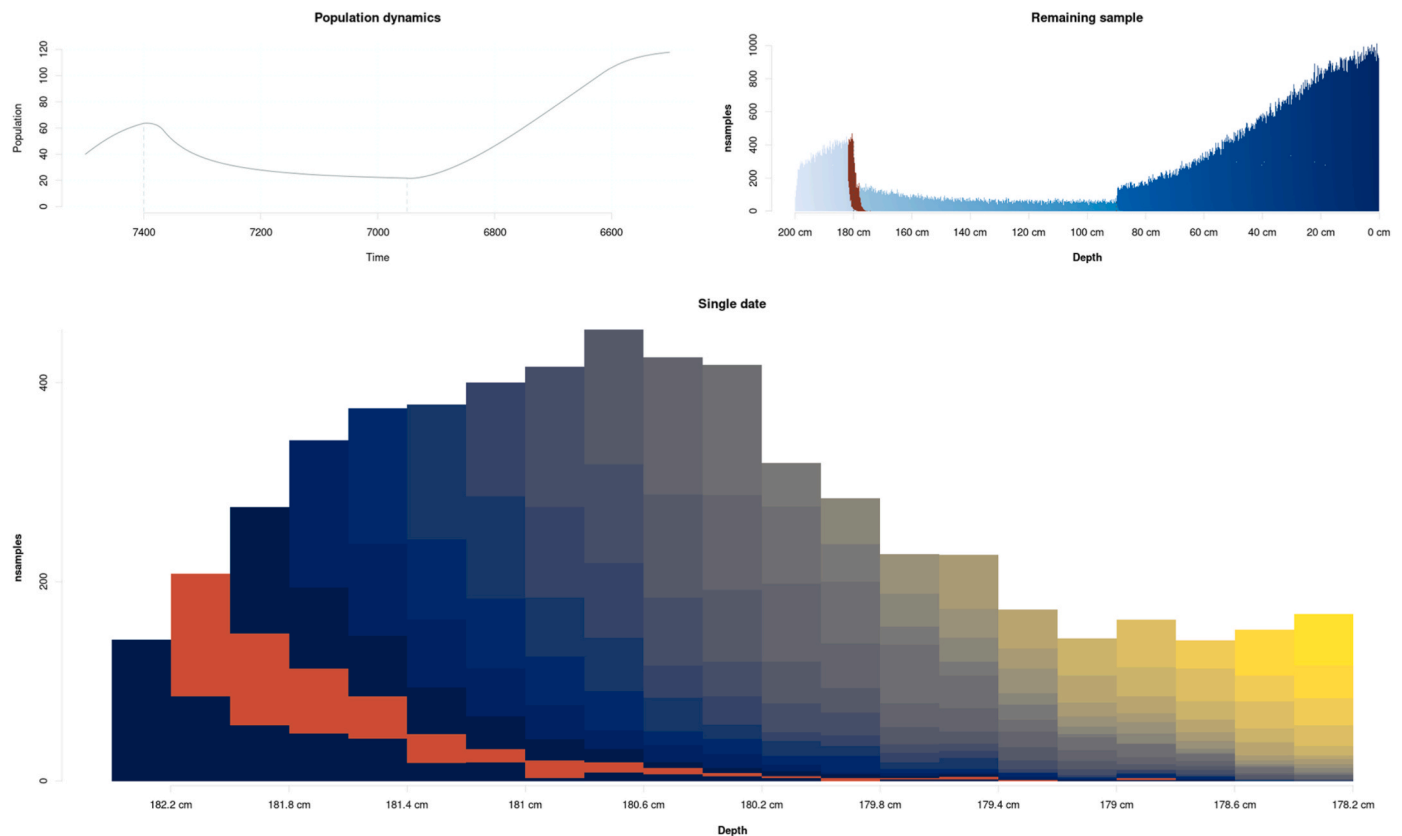 Population dynamics
Population
0
20
40
60
80
100
120
7400
7200
7000
6800
6600
Time
Remaining sample
nsamples
0
200
400
600
800
1000
200 cm
180 cm
160 cm
140 cm
120 cm
100 cm
80 cm
60 cm
40 cm
20 cm
0 cm
Depth
Single date
nsamples
0
200
400
182.2 cm
181.8 cm
181.4 cm
181 cm
180.6 cm
180.2 cm
179.8 cm
179.4 cm
179 cm
178.6 cm
178.2 cm
Depth